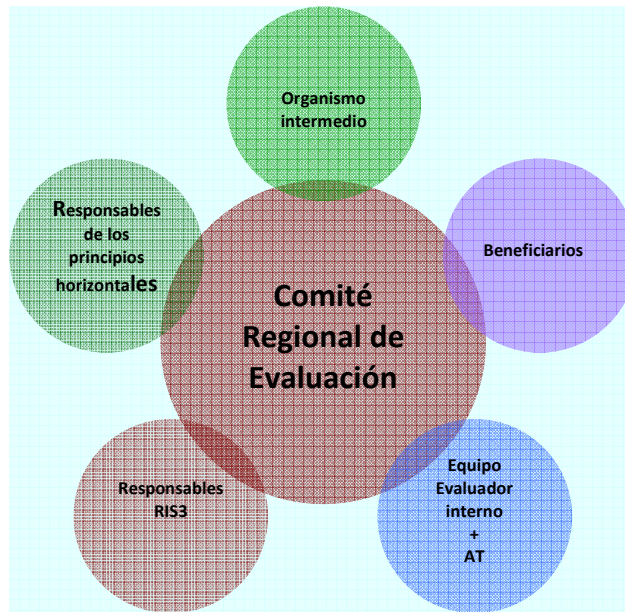 Organismo
intermedio
Responsables
de los
principios
horizontales
Beneficiarios
Comité
Regional de
Evaluación
Responsables
RIS3
Equipo
Evaluador
interno
+
AT